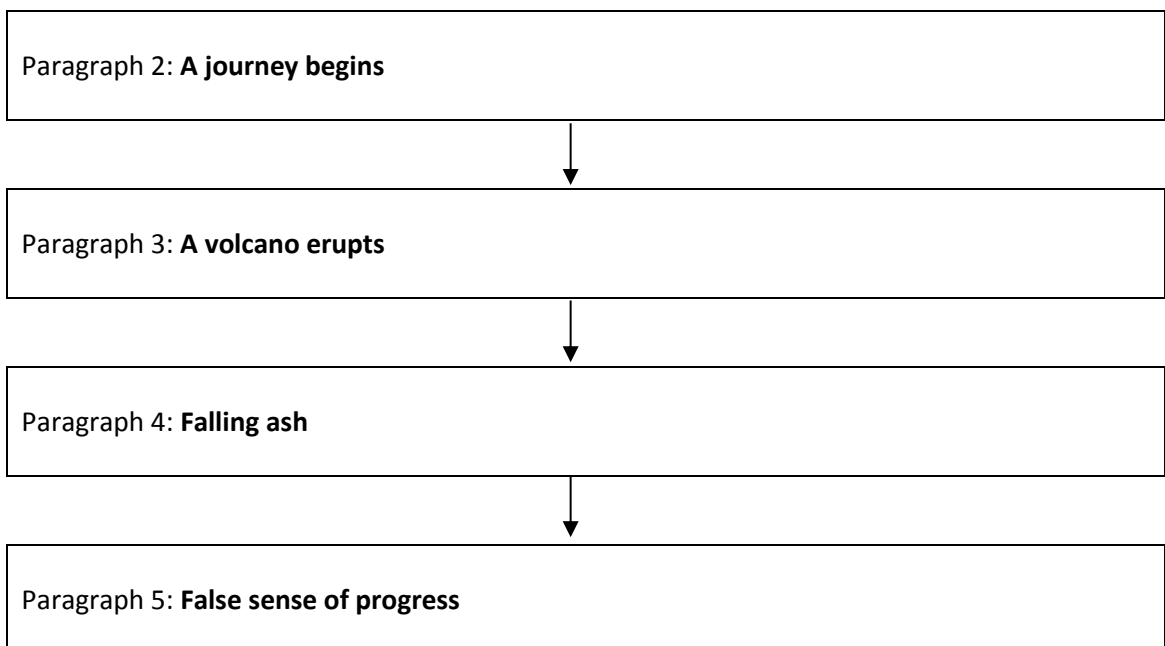 Paragraph 2: A journey begins
Paragraph 3: A volcano erupts
Paragraph 4: Falling ash
Paragraph 5: False sense of progress